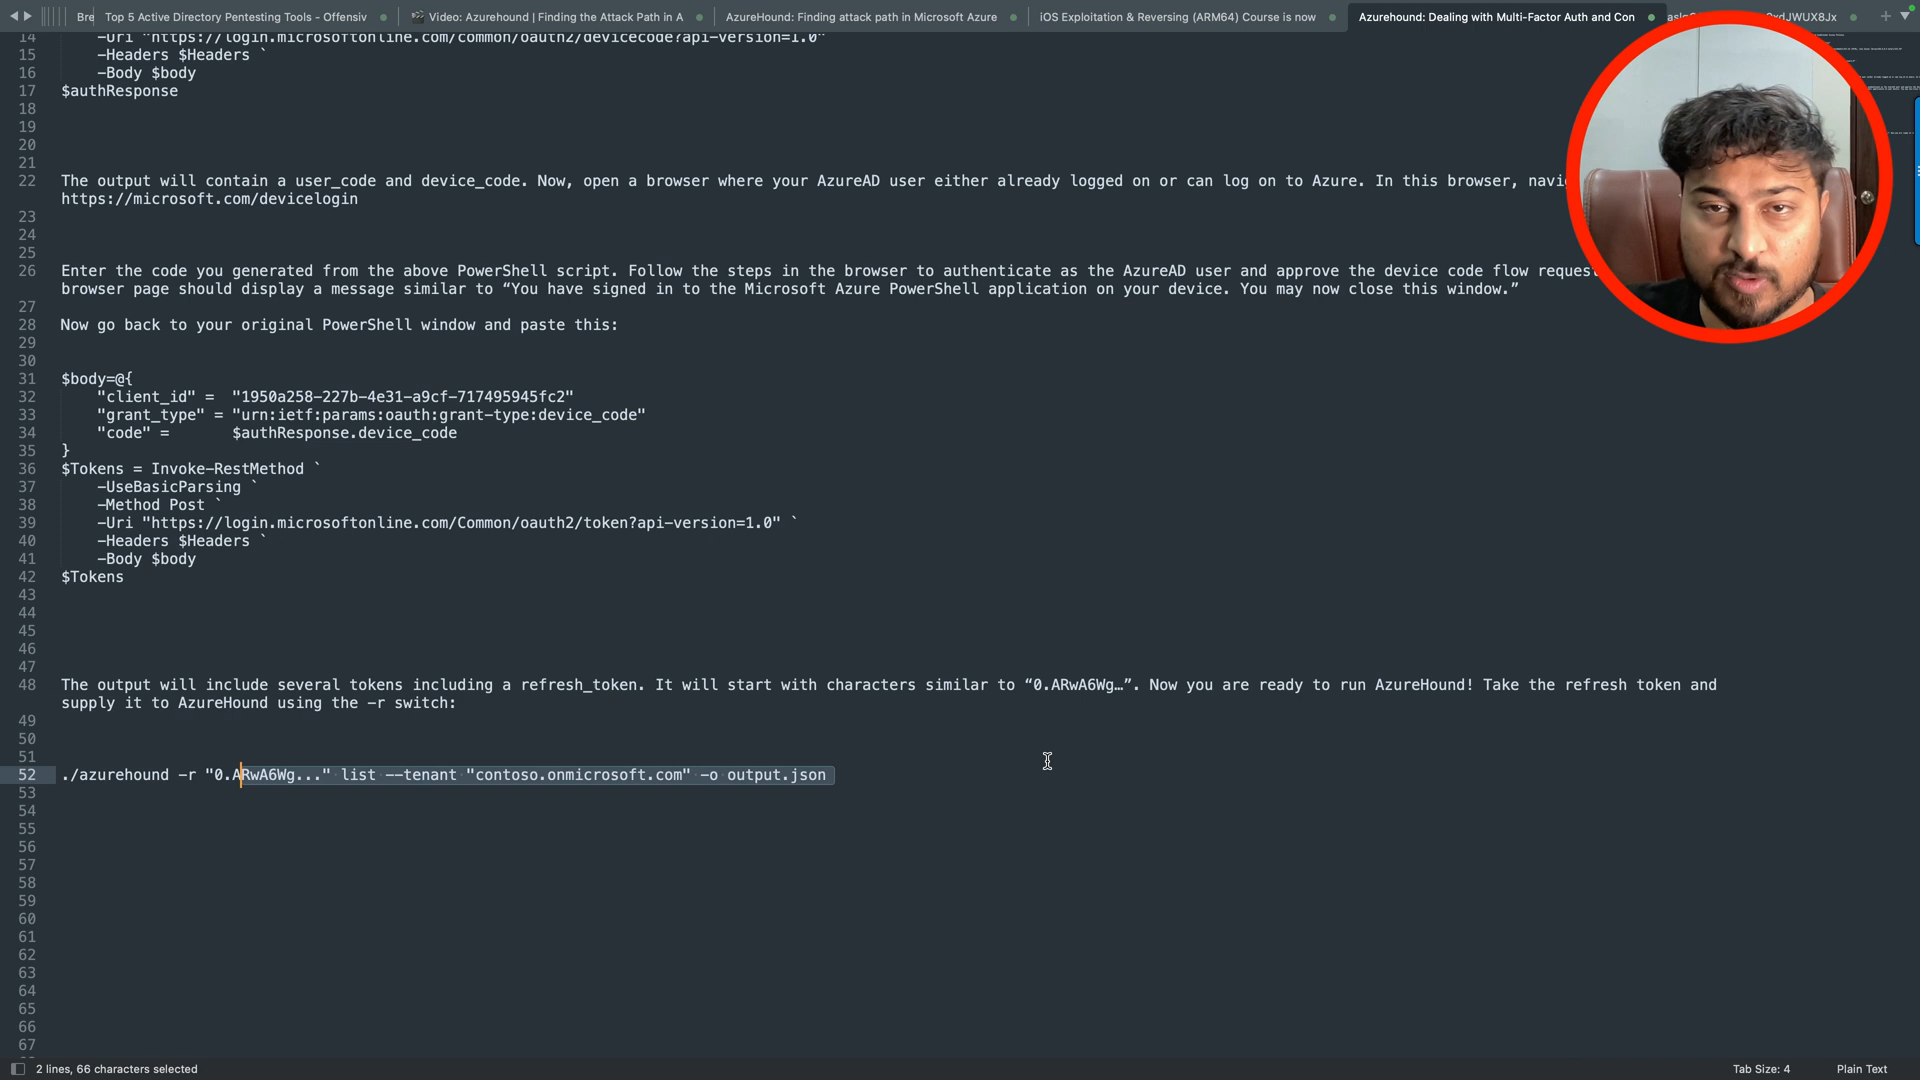 Bre
Top 5 Active Directory Pentesting Tools - Offensiv
🎬 Video: Azurehound | Finding the Attack Path in A
AzureHound: Finding attack path in Microsoft Azure
iOS Exploitation & Reversing (ARM64) Course is now
Azurehound: Dealing with Multi-Factor Auth and Con
14 -Uri "https://login.microsoftonline.com/common/oauth2/devicecode?api-version=1.0" `
15 -Headers $Headers `
16 -Body $body
17 $authResponse
18
19
20
21
22 The output will contain a user_code and device_code. Now, open a browser where your AzureAD user either already logged on or can log on to Azure. In this browser, navi
https://microsoft.com/devicelogin
23
24
25
26 Enter the code you generated from the above PowerShell script. Follow the steps in the browser to authenticate as the AzureAD user and approve the device code flow reques
browser page should display a message similar to “You have signed in to the Microsoft Azure PowerShell application on your device. You may now close this window.”
27
28 Now go back to your original PowerShell window and paste this:
29
30
31 $body=@{
32 "client_id" = "1950a258-227b-4e31-a9cf-717495945fc2"
33 "grant_type" = "urn:ietf:params:oauth:grant-type:device_code"
34 "code" = $authResponse.device_code
35 }
36 $Tokens = Invoke-RestMethod `
37 -UseBasicParsing `
38 -Method Post `
39 -Uri "https://login.microsoftonline.com/Common/oauth2/token?api-version=1.0" `
40 -Headers $Headers `
41 -Body $body
42 $Tokens
43
44
45
46
47
48 The output will include several tokens including a refresh_token. It will start with characters similar to “0.ARwA6Wg…”. Now you are ready to run AzureHound! Take the refresh token and
supply it to AzureHound using the -r switch:
49
50
51
52 ./azurehound -r "0.ARwA6Wg..." list --tenant "contoso.onmicrosoft.com" -o output.json
53
54
55
56
57
58
59
60
61
62
63
64
65
66
67
2 lines, 66 characters selected
Tab Size: 4
Plain Text